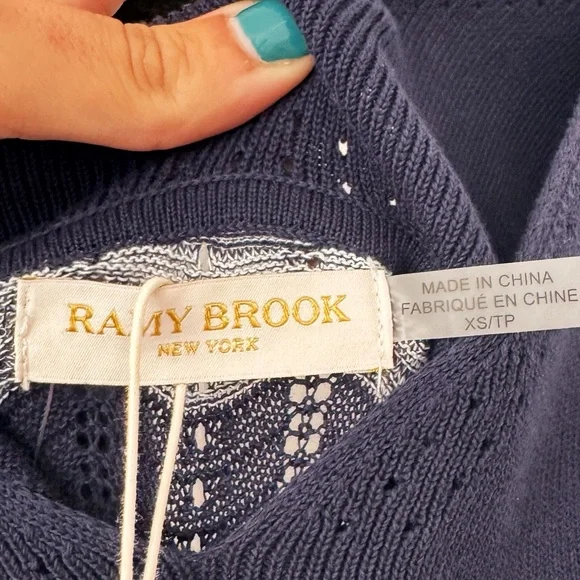 RAMY BROOK
NEW YORK
MADE IN CHINA
FABRIQUÉ EN CHINE
XS/TP